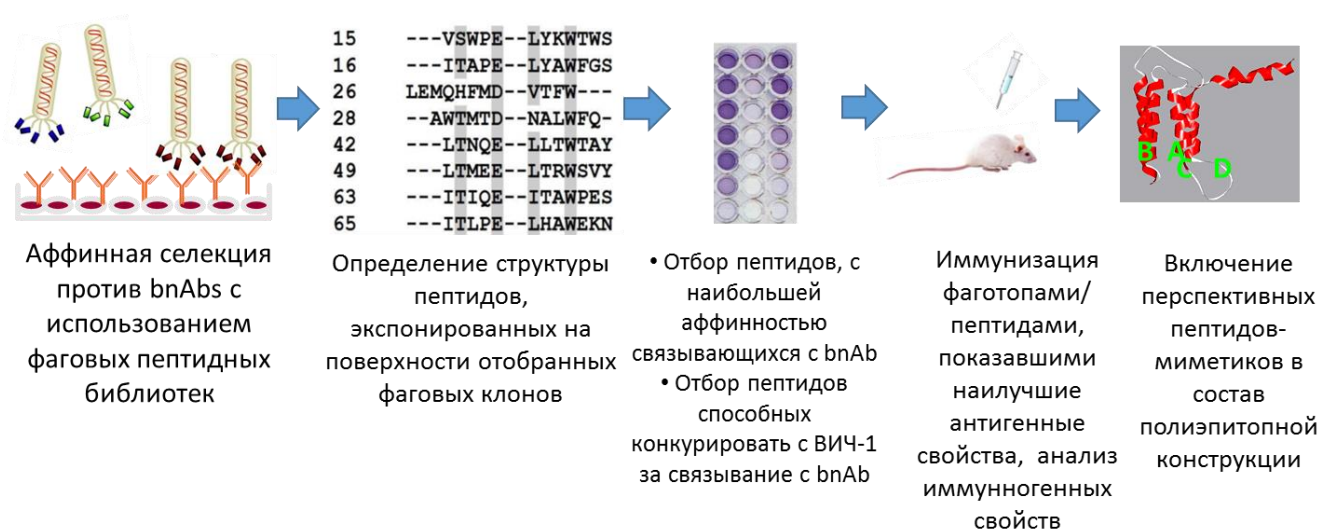 15 ---VSWPE--LYKWTWS
16 ---ITAPE--LYAWFGS
26 LEMQHFMD--VTFW---
28 --AWTMTD--NALWFQ-
42 ---LTNQE--LLTWTAY
49 ---LTMEE--LTRWSVY
63 ---ITIQE--ITAWPES
65 ---ITLPE--LHAWEKN
B A C D
Аффинная селекция
против bnAbs с
использованием
фаговых пептидных
библиотек
Определение структуры
пептидов,
экспонированных на
поверхности отобранных
фаговых клонов
• Отбор пептидов, с
наибольшей
аффинностью
связывающихся с bnAb
• Отбор пептидов
способных
конкурировать с ВИЧ-1
за связывание с bnAb
Иммунизация
фаготопами/
пептидами,
показавшими
наилучшие
антигенные
свойства, анализ
иммунногенных
свойств
Включение
перспективных
пептидов-
миметиков в
состав
полиэпитопной
конструкции